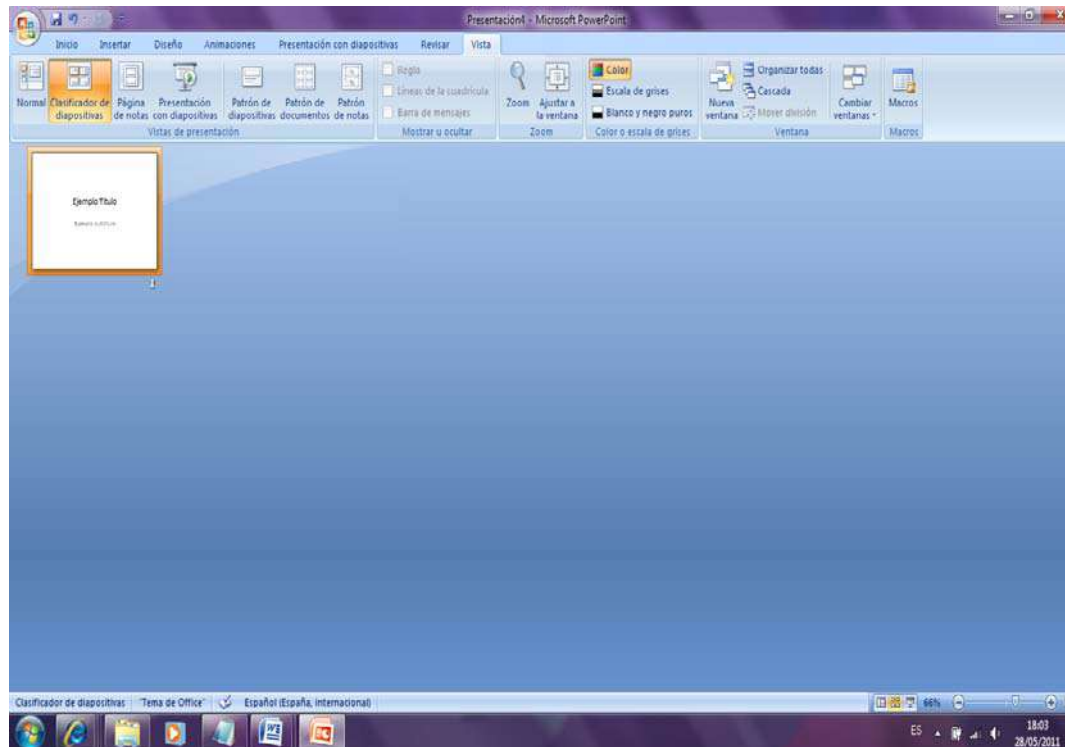 Presentación4 - Microsoft PowerPoint
Inicio Insertar Diseño Animaciones Presentación con diapositivas Revisar Vista
Normal Clasificador de diapositivas Página de notas Presentación con diapositivas Patrón de diapositivas Patrón de documentos Patrón de notas
Vistas de presentación
Regla
Líneas de la cuadrícula
Barra de mensajes
Mostrar u ocultar
Zoom Ajustar a la ventana
Zoom
Color
Escala de grises
Blanco y negro puros
Color o escala de grises
Nueva ventana
Organizar todas
Cascada
Mover división
Cambiar ventanas
Ventana
Macros
Macros
Ejemplo Título
1
Clasificador de diapositivas "Tema de Office" Español (España, internacional) 66%
ES 18:03
28/05/2011